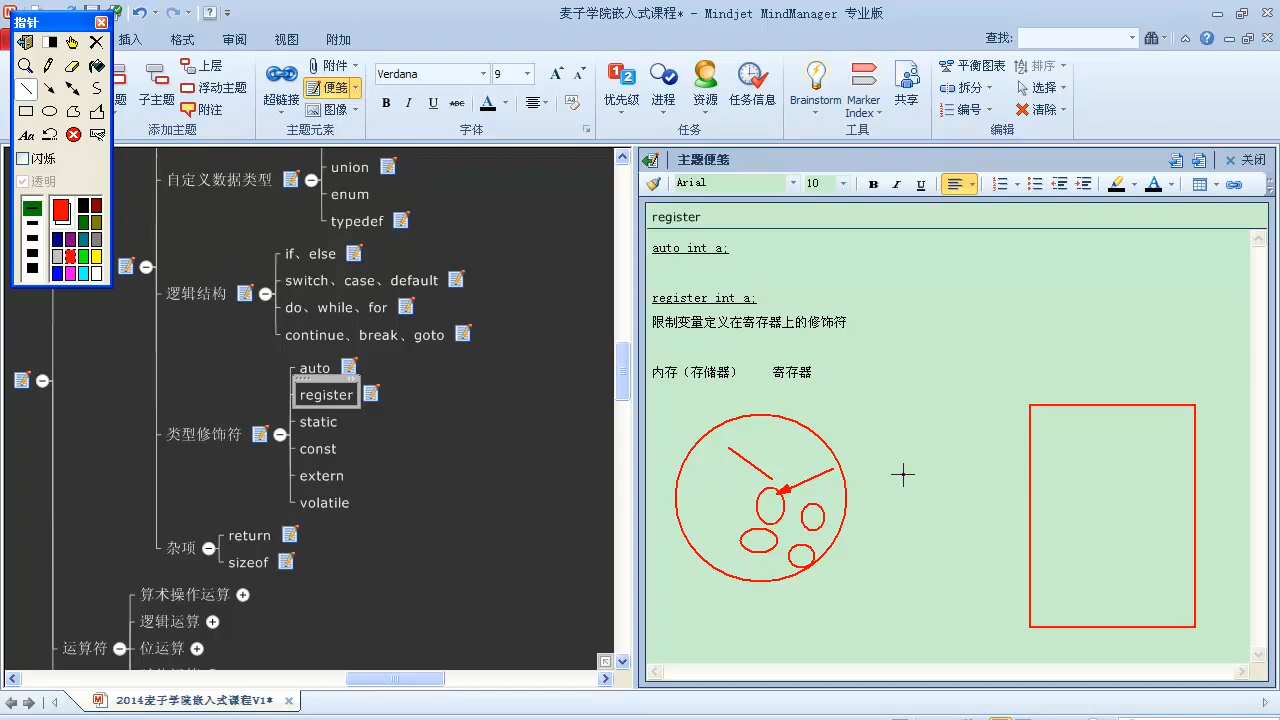 指针
麦子学院嵌入式课程* - Mindjet MindManager 专业版
插入 格式 审阅 视图 附加
查找:
上层
附件
Verdana 9
平衡图表 排序
子主题 浮动主题
超链接 便笺
优先级 进程 资源 任务信息
Brainstorm Marker Index 共享
拆分 选择
附注
图像
B I U ABC A
编号 清除
添加主题 主题元素 字体 任务 工具 编辑
Aa
闪烁
透明
自定义数据类型
union
enum
typedef
逻辑结构
if、else
switch、case、default
do、while、for
continue、break、goto
类型修饰符
auto
register
static
const
extern
volatile
杂项
return
sizeof
运算符
算术操作运算
逻辑运算
位运算
主题便笺 关闭
Arial 10 B I U A
register
auto int a;
register int a;
限制变量定义在寄存器上的修饰符
内存（存储器） 寄存器
2014麦子学院嵌入式课程V1*